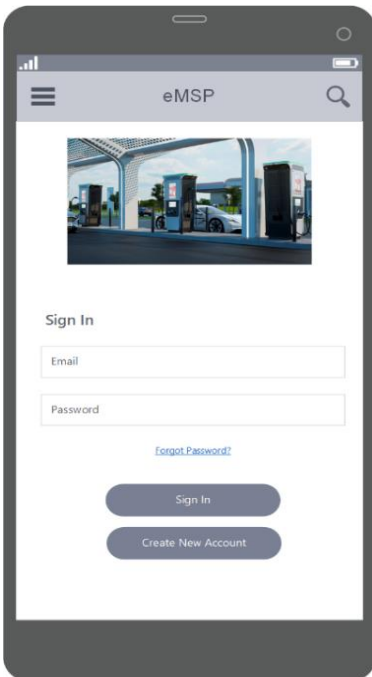 eMSP
Sign In
Email
Password
Forgot Password?
Sign In
Create New Account